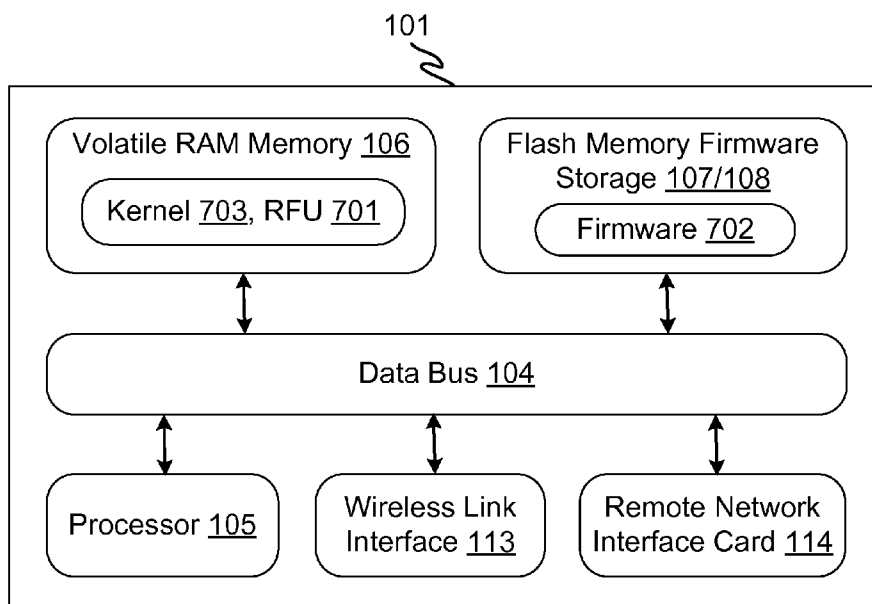 101
Volatile RAM Memory 106
Kernel 703, RFU 701
Flash Memory Firmware
Storage 107/108
Firmware 702
Data Bus 104
Processor 105
Wireless Link
Interface 113
Remote Network
Interface Card 114